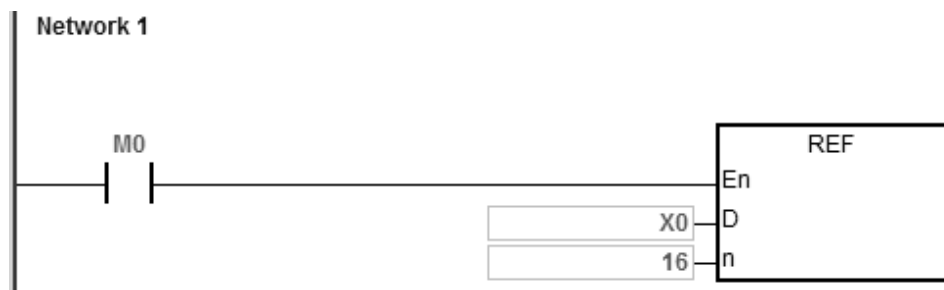 Network 1
M0
REF
En
X0 D
16 n